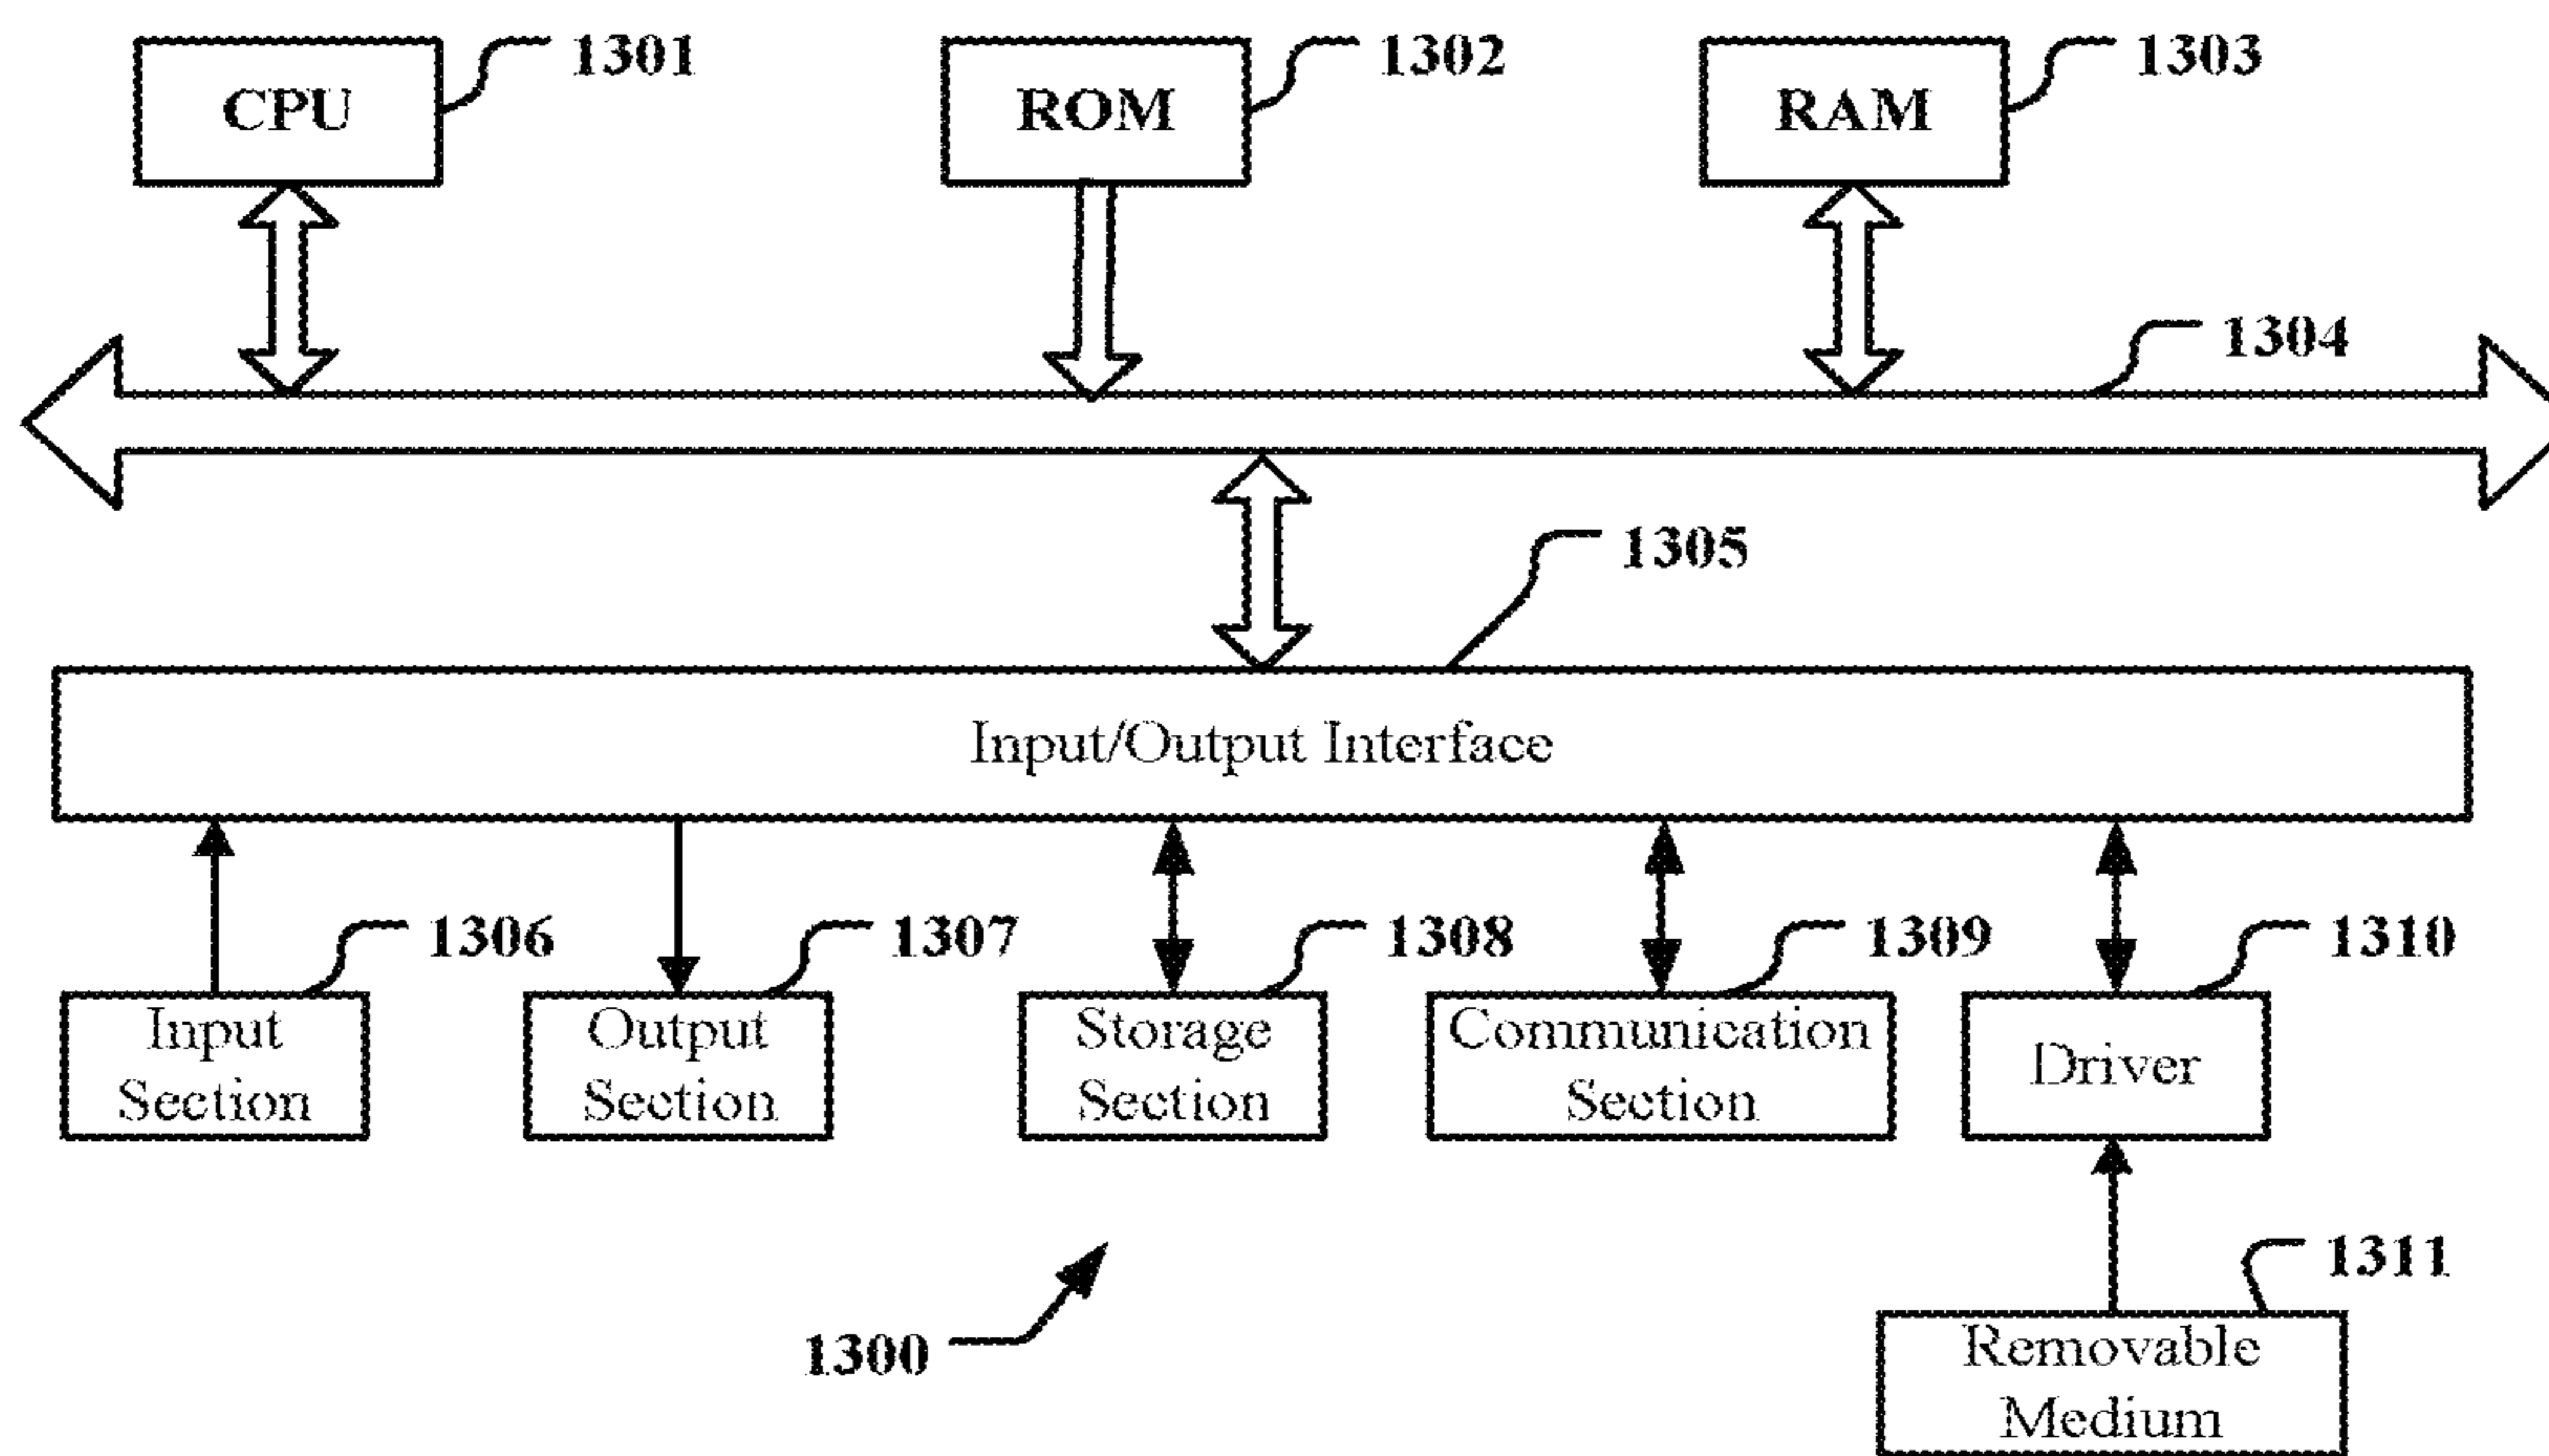 CPU
1301
ROM
1302
RAM
1303
1304
1305
Input/Output Interface
1306
1307
1308
1309
1310
Input
Section
Output
Section
Storage
Section
Communication
Section
Driver
1311
1300
Removable
Medium